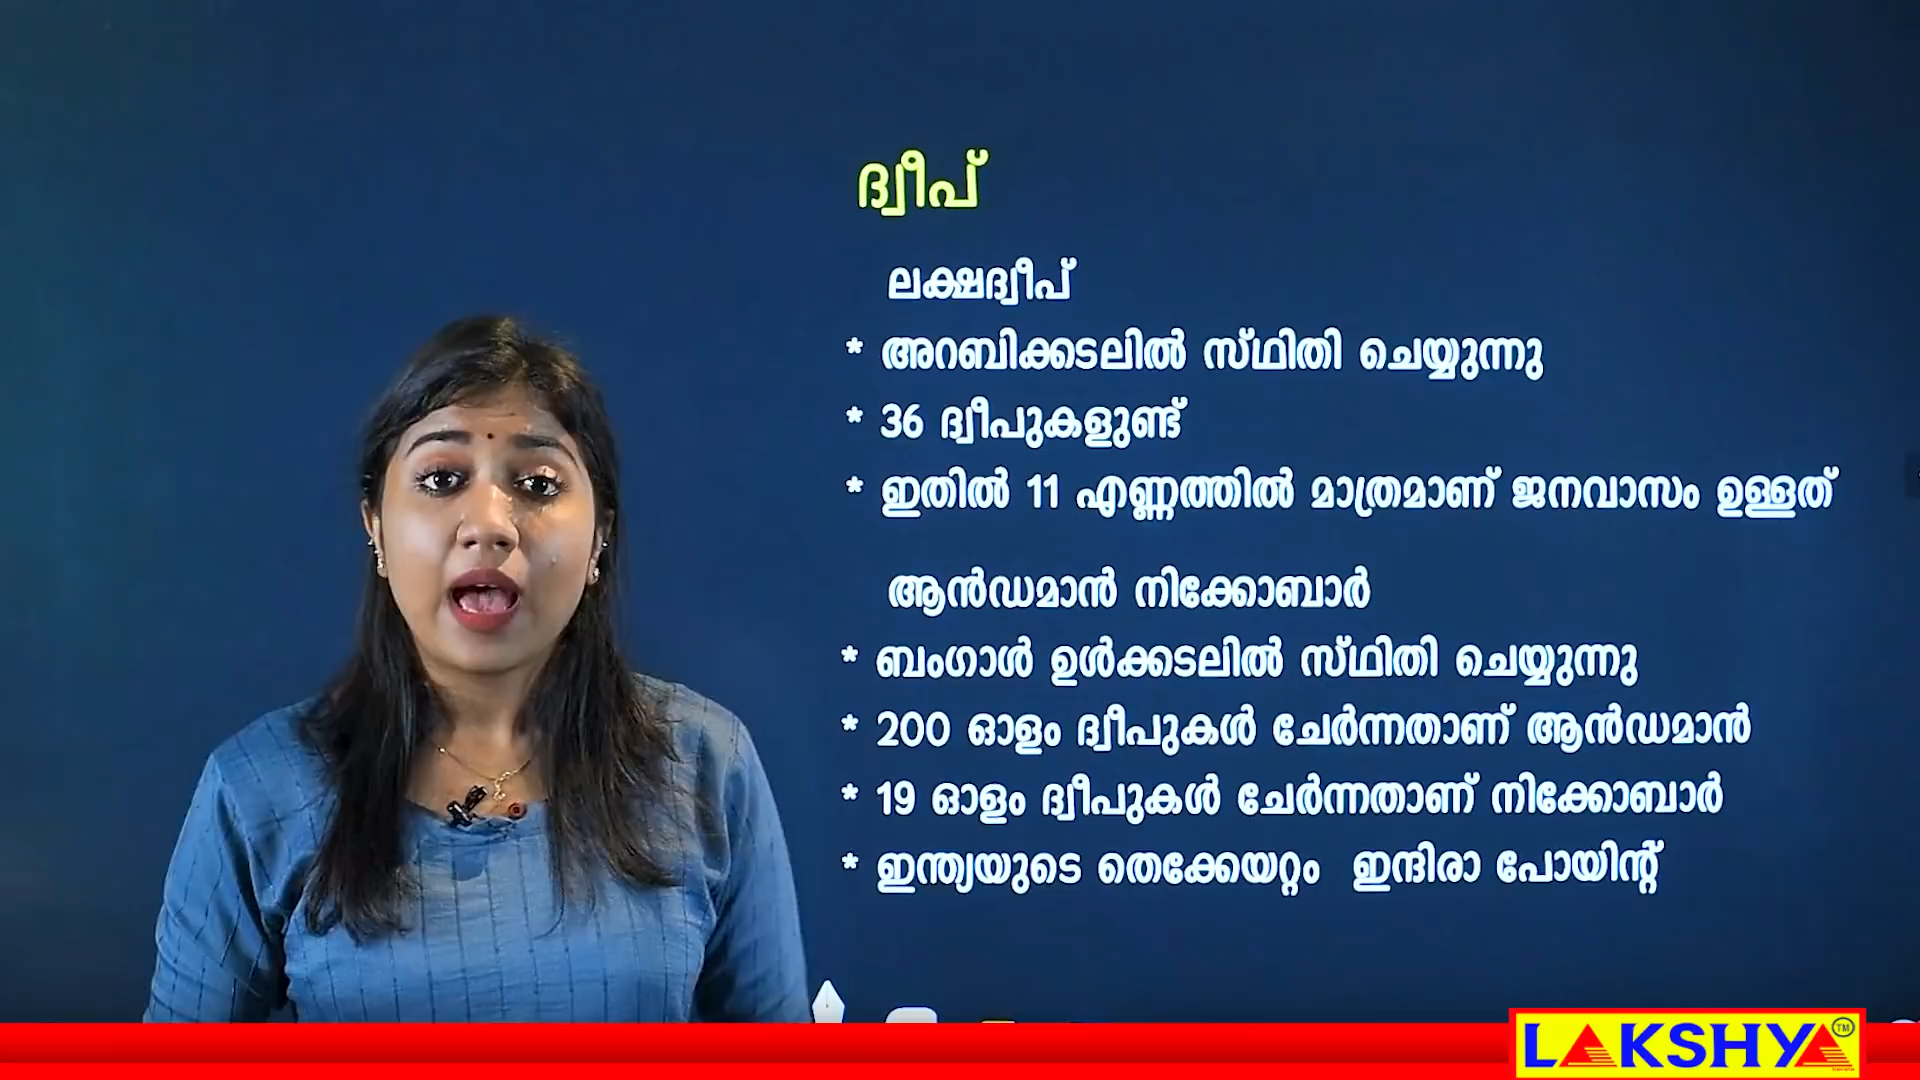 ദ്വീപ്
ലക്ഷദ്വീപ്
* അറബിക്കടലിൽ സ്ഥിതി ചെയ്യുന്നു
* 36 ദ്വീപുകളുണ്ട്
* ഇതിൽ 11 എണ്ണത്തിൽ മാത്രമാണ് ജനവാസം ഉള്ളത്
ആൻഡമാൻ നിക്കോബാർ
* ബംഗാൾ ഉൾക്കടലിൽ സ്ഥിതി ചെയ്യുന്നു
* 200 ഓളം ദ്വീപുകൾ ചേർന്നതാണ് ആൻഡമാൻ
* 19 ഓളം ദ്വീപുകൾ ചേർന്നതാണ് നിക്കോബാർ
* ഇന്ത്യയുടെ തെക്കേയറ്റം ഇന്ദിരാ പോയിന്റ്
LAKSHYA TM